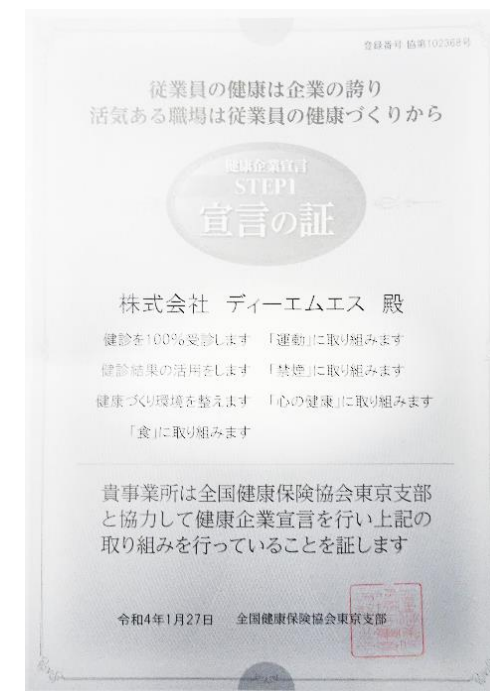 登録番号 協第102368号
従業員の健康は企業の誇り
活気ある職場は従業員の健康づくりから
健康企業宣言
STEP1
宣言の証
株式会社 ディーエムエス 殿
健診を100%受診します 「運動」に取り組みます
健診結果の活用をします 「禁煙」に取り組みます
健康づくり環境を整えます 「心の健康」に取り組みます
「食」に取り組みます
貴事業所は全国健康保険協会東京支部
と協力して健康企業宣言を行い上記の
取り組みを行っていることを証します
令和4年1月27日 全国健康保険協会東京支部